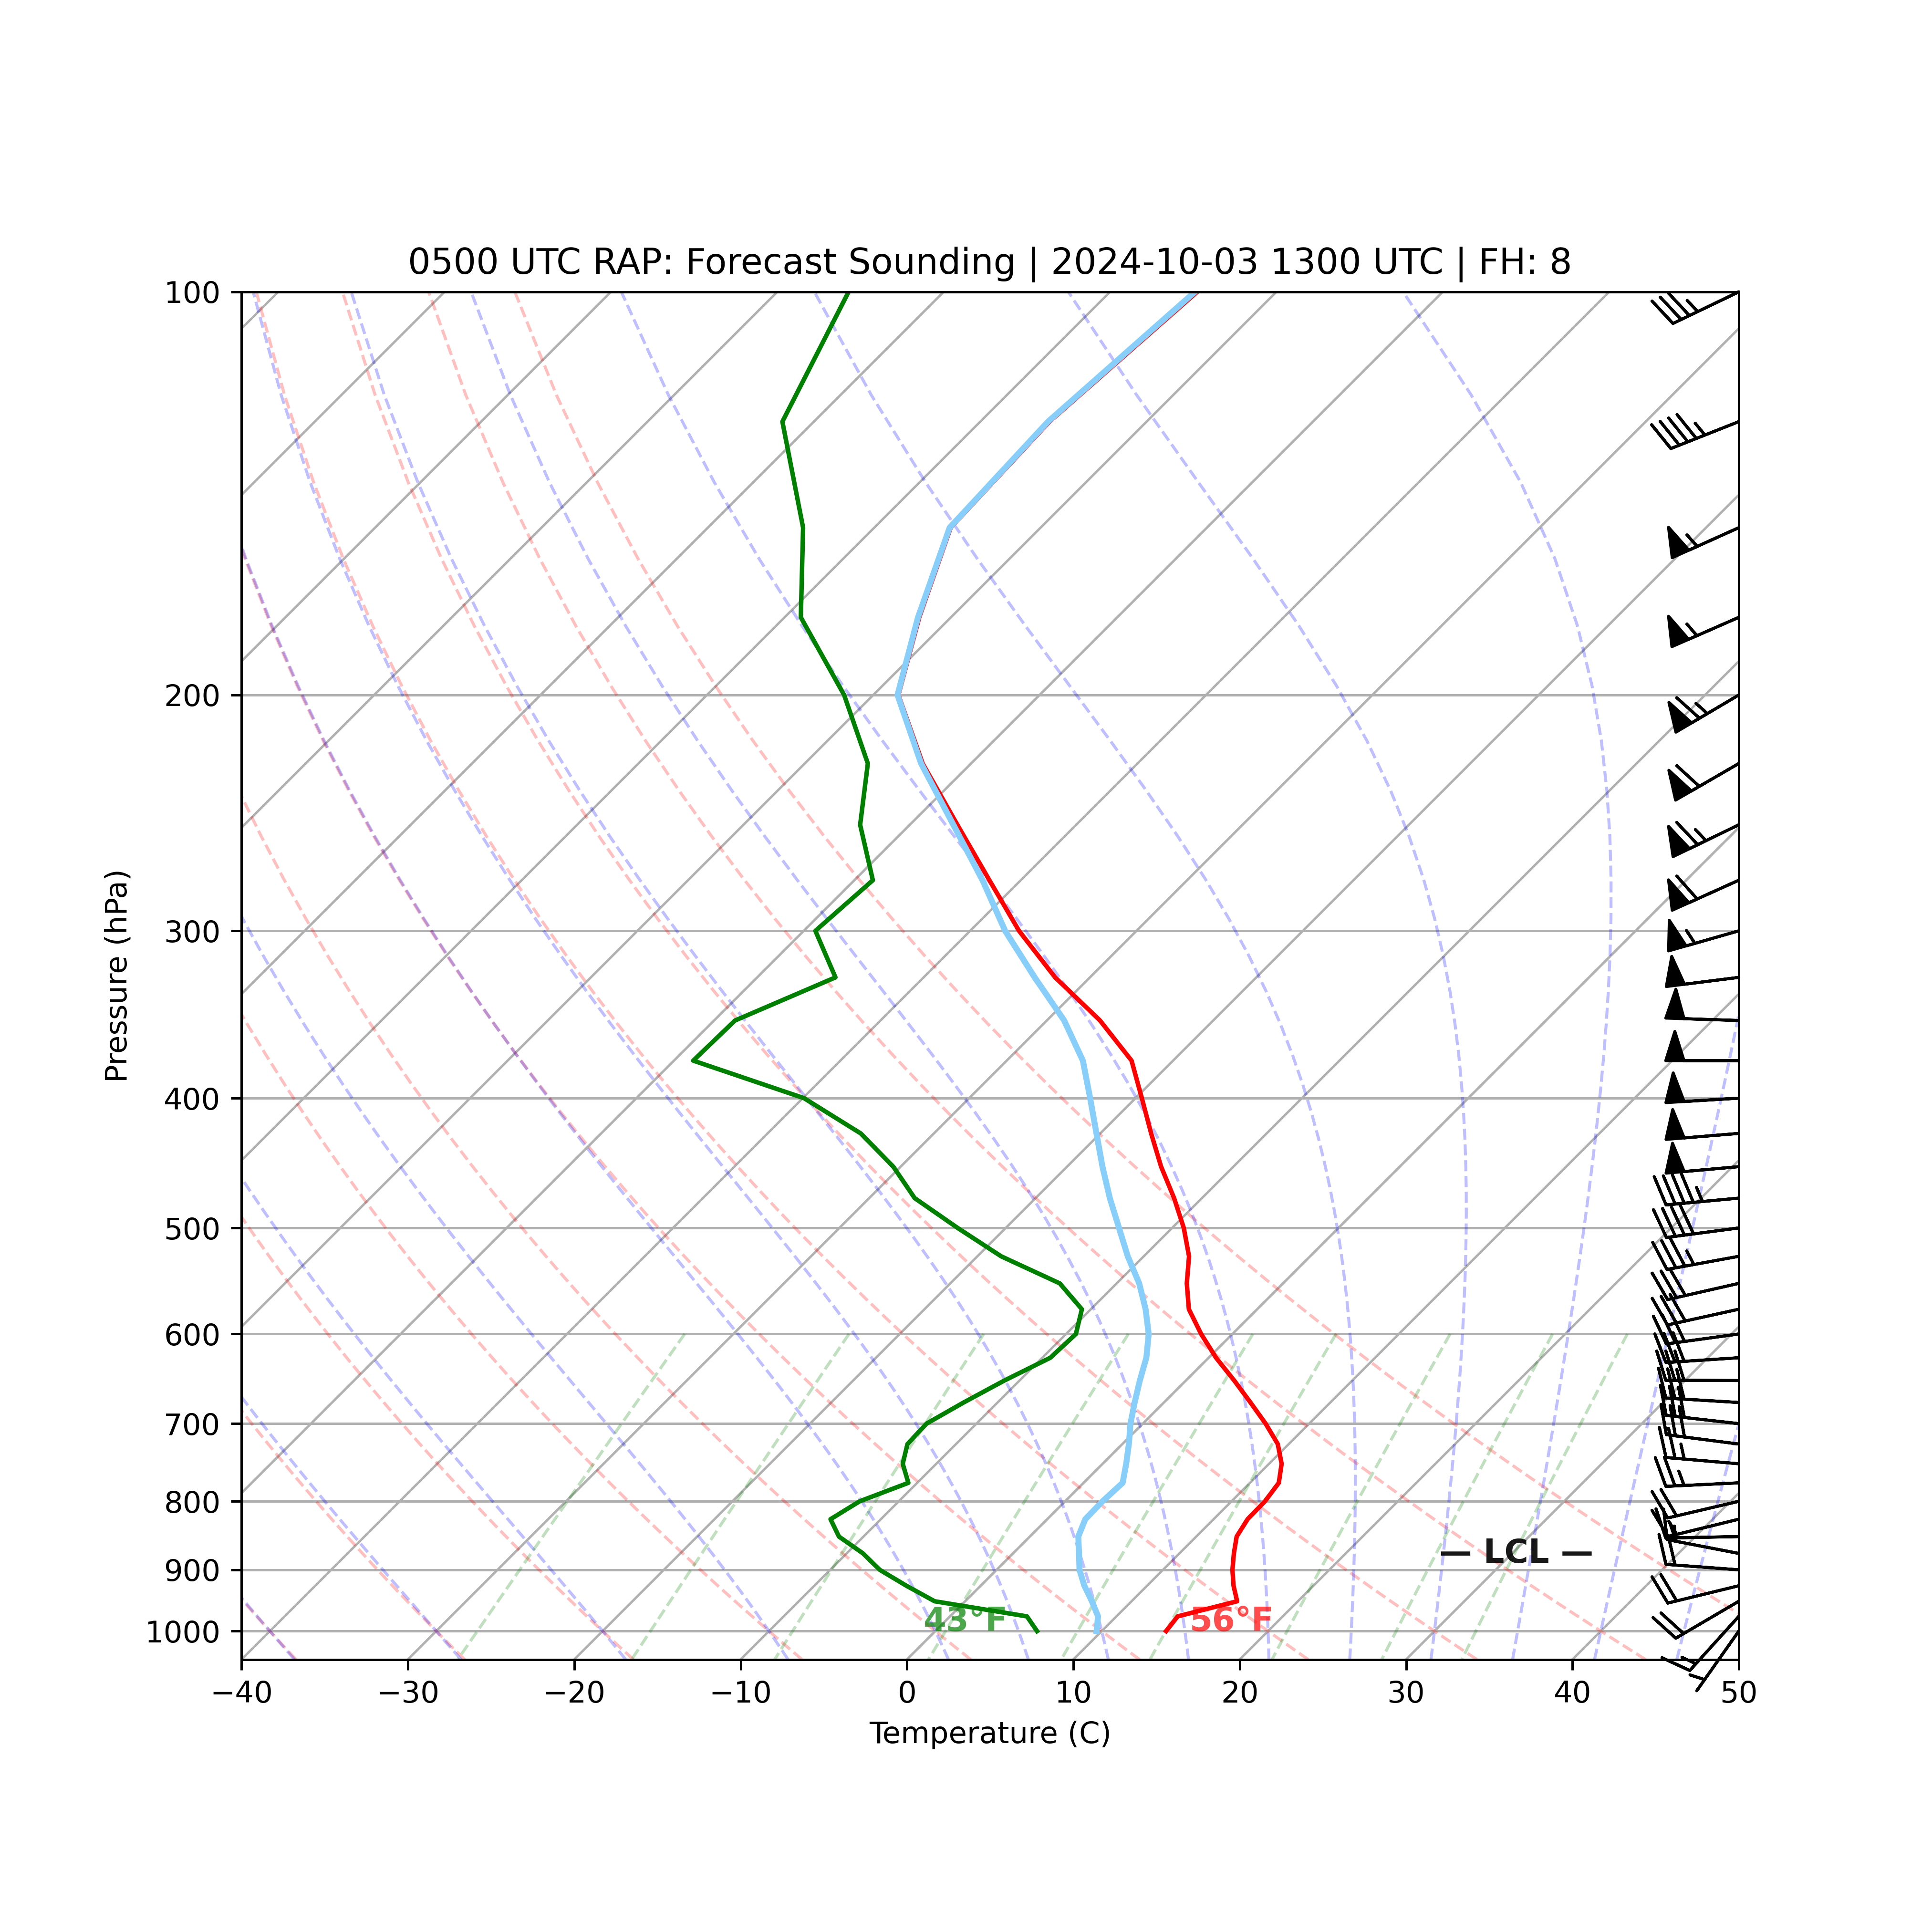 0500 UTC RAP: Forecast Sounding | 2024-10-03 1300 UTC | FH: 8
100
200
300
400
500
600
700
800
900
1000
Pressure (hPa)
— LCL —
43°F
56°F
−40 −30 −20 −10 0 10 20 30 40 50
Temperature (C)